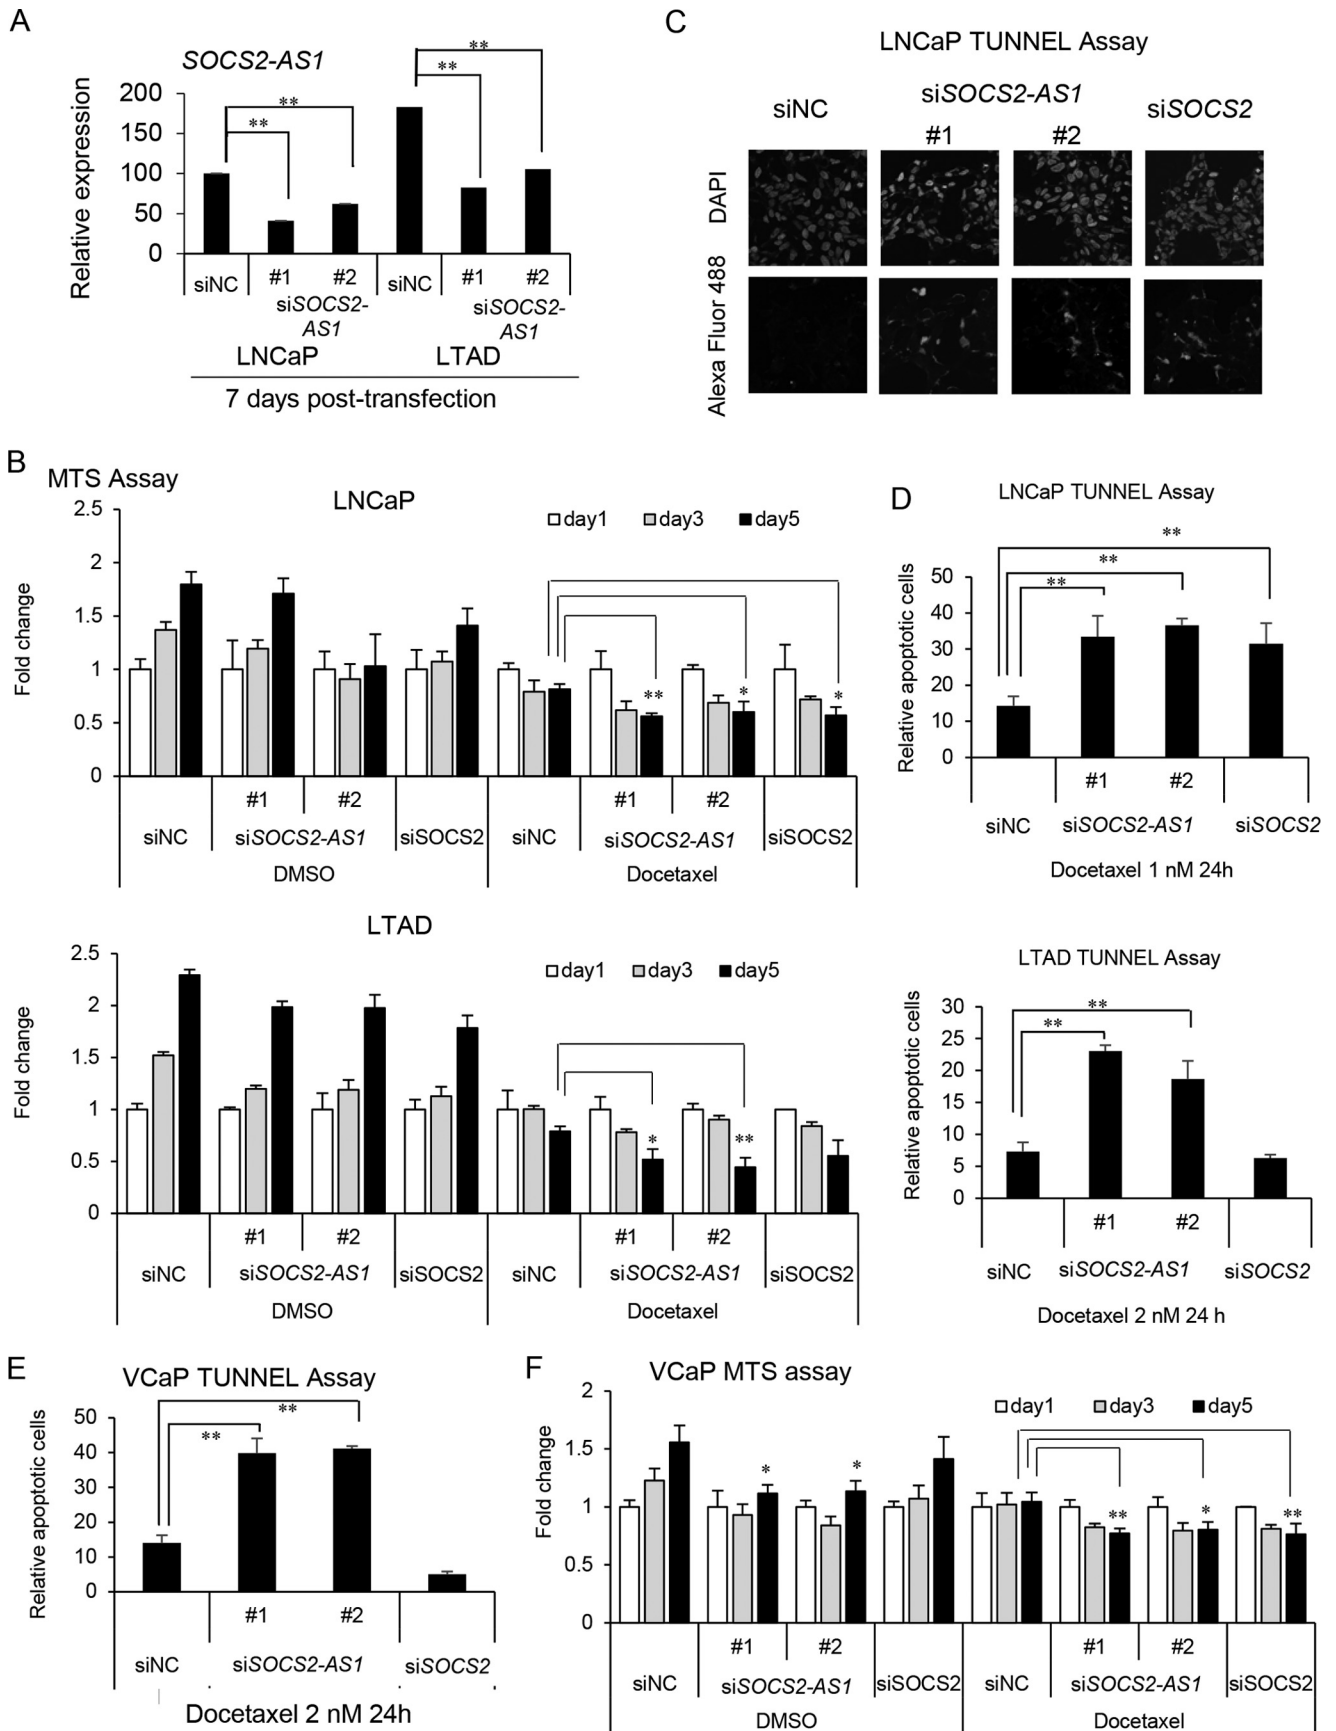 A
SOCS2-AS1
Relative expression
200
150
100
50
0
** ** ** **
siNC #1 #2 siNC #1 #2
siSOCS2-AS1 siSOCS2-AS1
LNCaP LTAD
7 days post-transfection
C
LNCaP TUNNEL Assay
siNC siSOCS2-AS1 siSOCS2
#1 #2
DAPI
Alexa Fluor 488
B
MTS Assay
LNCaP
day1 day3 day5
Fold change
2.5
2
1.5
1
0.5
0
** * *
#1 #2 #1 #2
siNC siSOCS2-AS1 siSOCS2 siNC siSOCS2-AS1 siSOCS2
DMSO Docetaxel
LTAD
day1 day3 day5
Fold change
2.5
2
1.5
1
0.5
0
* **
#1 #2 #1 #2
siNC siSOCS2-AS1 siSOCS2 siNC siSOCS2-AS1 siSOCS2
DMSO Docetaxel
D
LNCaP TUNNEL Assay
Relative apoptotic cells
50
40
30
20
10
0
** ** **
#1 #2
siNC siSOCS2-AS1 siSOCS2
Docetaxel 1 nM 24h
LTAD TUNNEL Assay
Relative apoptotic cells
30
25
20
15
10
5
0
** **
#1 #2
siNC siSOCS2-AS1 siSOCS2
Docetaxel 2 nM 24 h
E
VCaP TUNNEL Assay
Relative apoptotic cells
50
40
30
20
10
0
** **
#1 #2
siNC siSOCS2-AS1 siSOCS2
Docetaxel 2 nM 24h
F
VCaP MTS assay
day1 day3 day5
Fold change
2
1.5
1
0.5
0
* * ** * **
#1 #2 #1 #2
siNC siSOCS2-AS1 siSOCS2 siNC siSOCS2-AS1 siSOCS2
DMSO Docetaxel